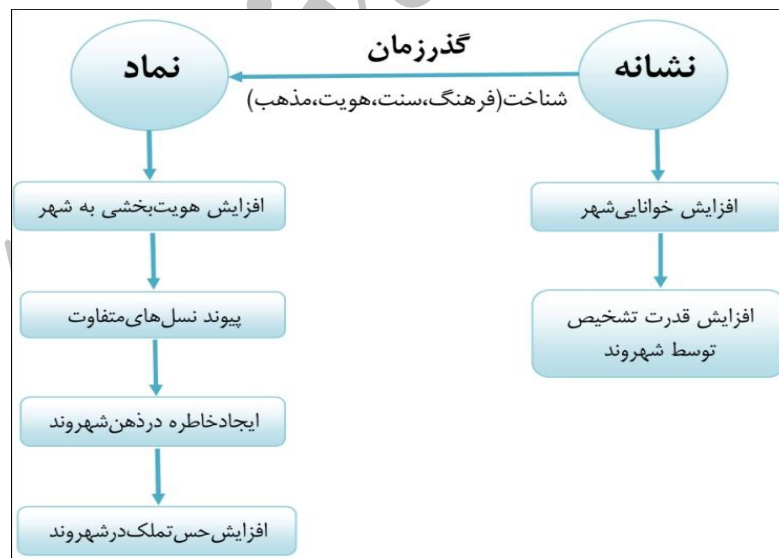 گذرزمان
نشانه
نماد
شناخت(فرهنگ،سنت،هویت،مذهب)
افزایش خوانایی‌شهر
افزایش هویت‌بخشی به شهر
افزایش قدرت تشخیص
توسط شهروند
پیوند نسل‌های‌متفاوت
ایجادخاطره درذهن‌شهروند
افزایش‌حس‌تملک‌درشهروند